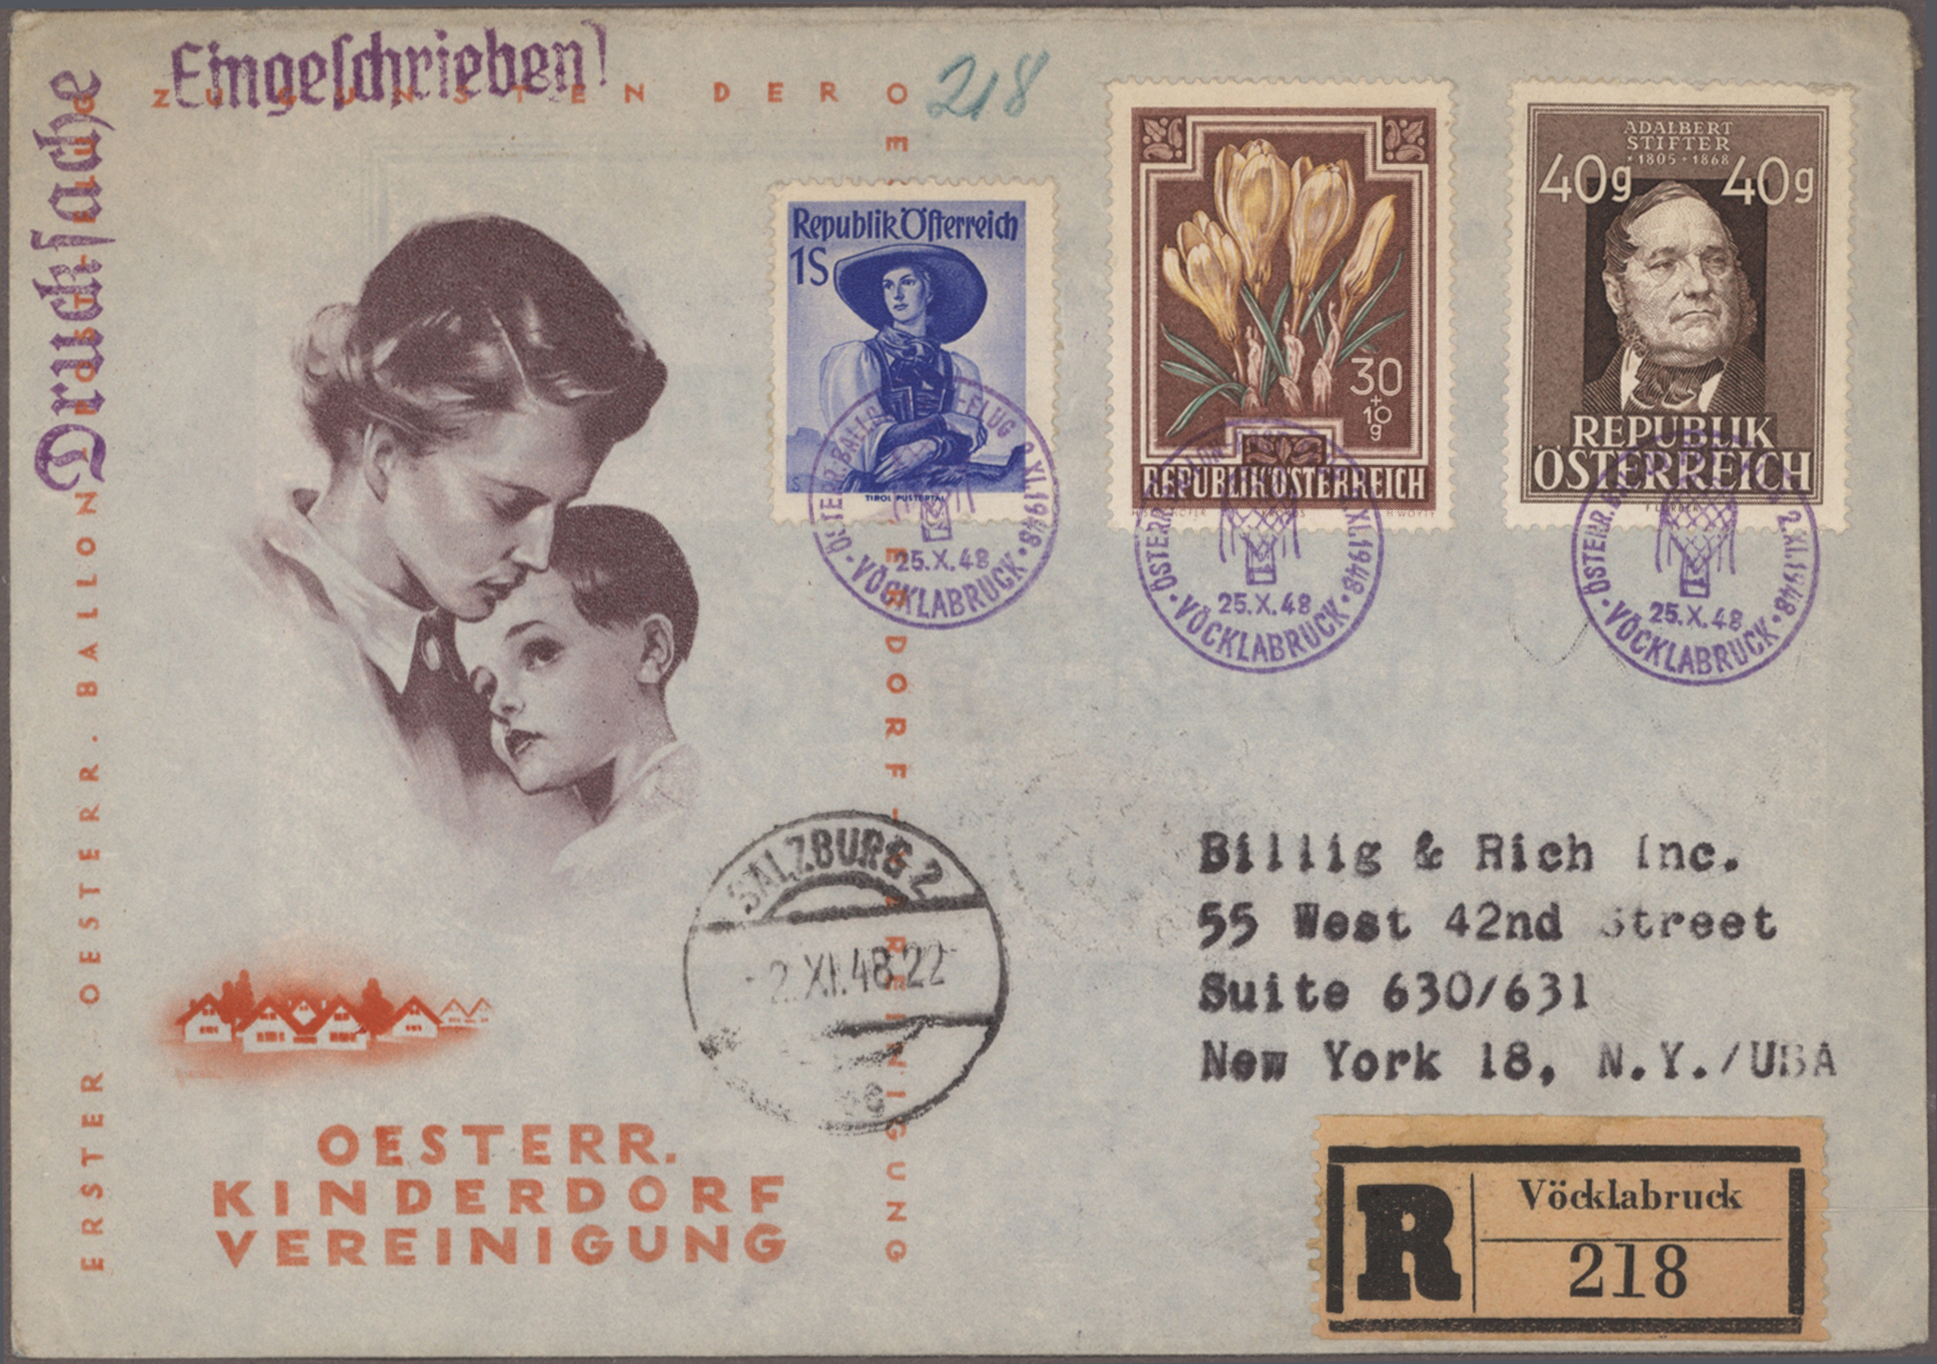 Eingeschrieben!
Drucksache
218
ZUGUNSTEN DER OESTERR. KINDERDORF-VEREINIGUNG
ERSTER OESTERR. BALLON-POSTFLUG
Republik Österreich
1S
TIROL PUSTERTAL
30
+
10
g
REPUBLIK ÖSTERREICH
ADALBERT
STIFTER
* 1805 • 1868
40g 40g
REPUBLIK
ÖSTERREICH
25.X.48
• VÖCKLABRUCK •
25.X.48
• VÖCKLABRUCK •
25.X.48
• VÖCKLABRUCK •
SALZBURG 2
-2.XI.48.22
c
Billig & Rich Inc.
55 West 42nd Street
Suite 630/631
New York 18, N.Y./USA
OESTERR.
KINDERDORF
VEREINIGUNG
R
Vöcklabruck
218